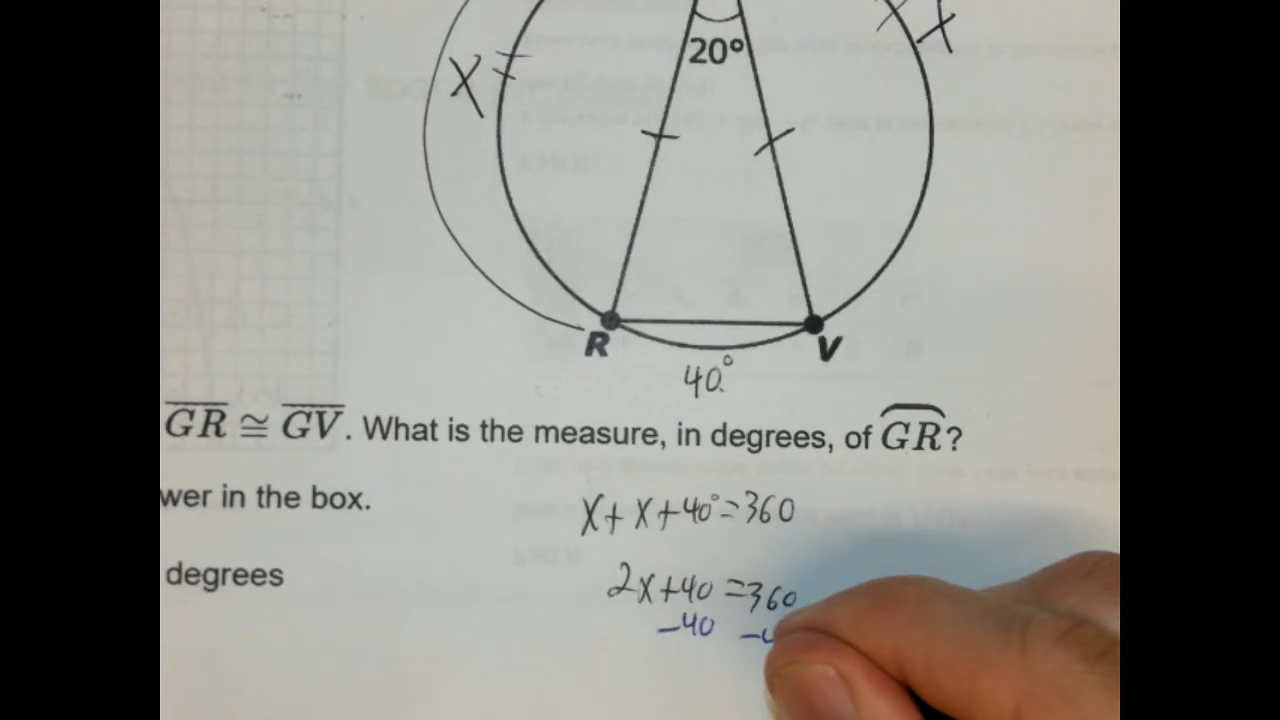 20°
X
X
R
V
40°
GR ≅ GV. What is the measure, in degrees, of GR?
wer in the box.
X + X + 40° = 360
degrees
2X + 40 = 360
-40 -4